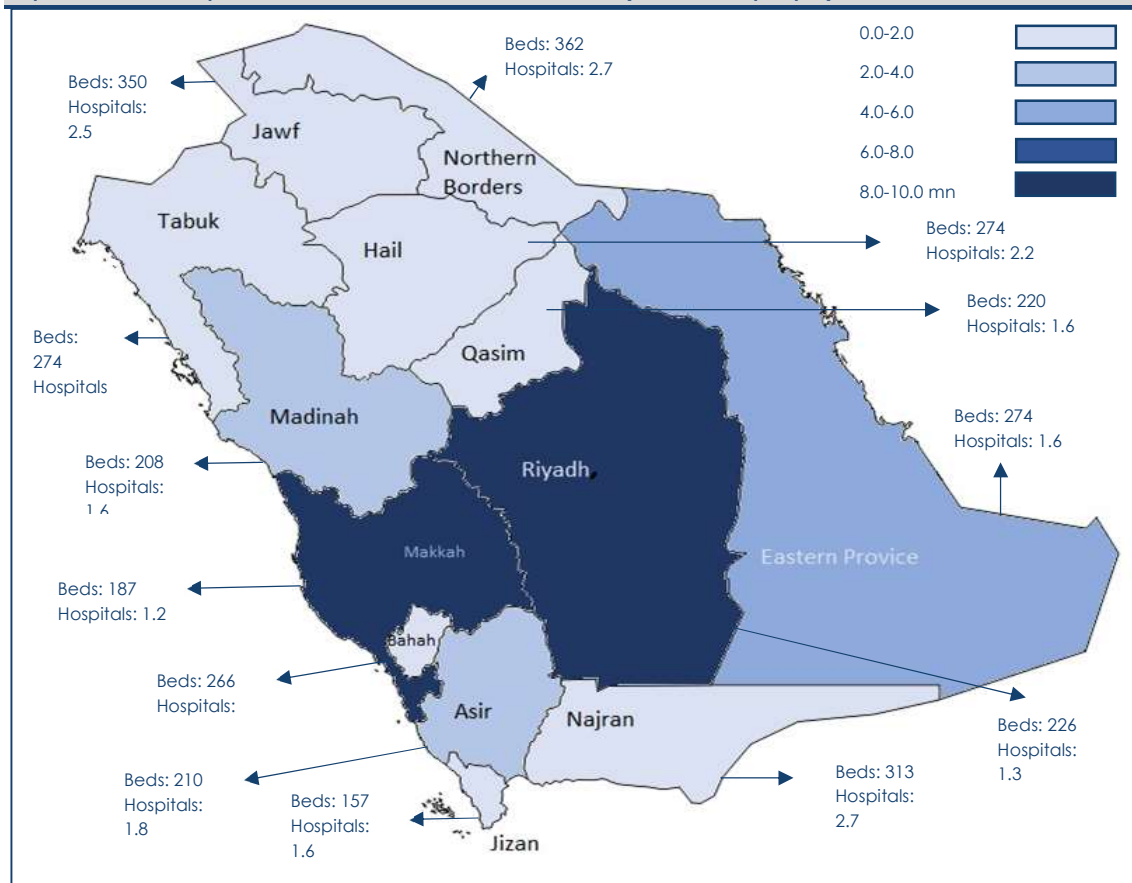 Beds: 362
Hospitals: 2.7
0.0-2.0
2.0-4.0
4.0-6.0
6.0-8.0
8.0-10.0 mn
Beds: 350
Hospitals:
2.5
Jawf
Northern
Borders
Tabuk
Hail
Beds: 274
Hospitals: 2.2
Beds: 220
Hospitals: 1.6
Beds:
274
Hospitals
Qasim
Madinah
Beds: 274
Hospitals: 1.6
Beds: 208
Hospitals:
1.6
Riyadh
Makkah
Eastern Provice
Beds: 187
Hospitals: 1.2
Bahah
Beds: 266
Hospitals:
Asir
Najran
Beds: 226
Hospitals:
1.3
Beds: 210
Hospitals:
1.8
Beds: 157
Hospitals:
1.6
Beds: 313
Hospitals:
2.7
Jizan